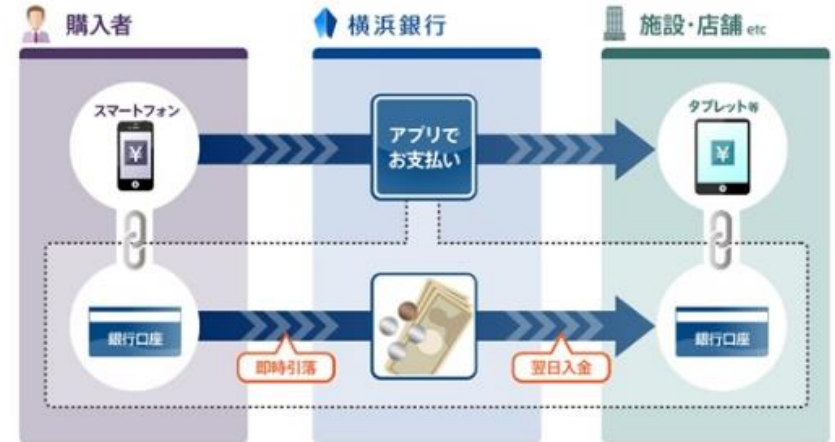 購入者
横浜銀行
施設・店舗 etc
スマートフォン
¥
アプリで
お支払い
タブレット等
¥
銀行口座
即時引落
翌日入金
銀行口座